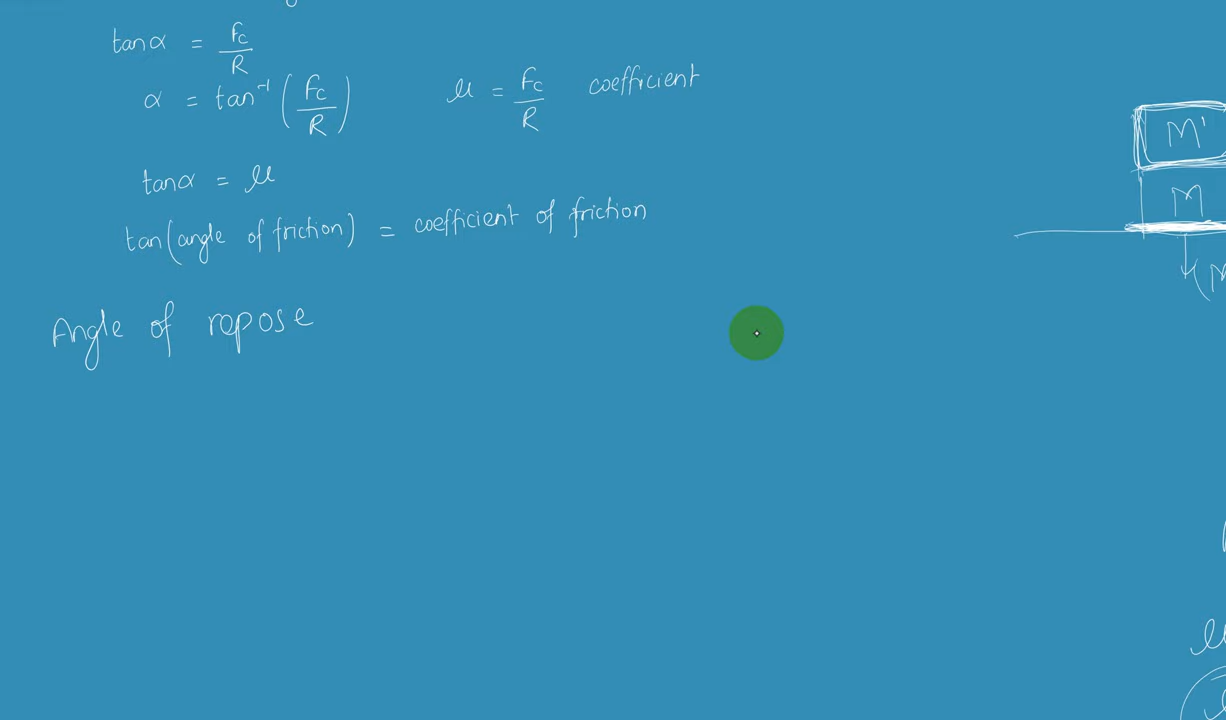 tanα = Fc/R
α = tan⁻¹(Fc/R) μ = Fc/R coefficient
tanα = μ
tan(angle of friction) = coefficient of friction
Angle of repose
M'
M